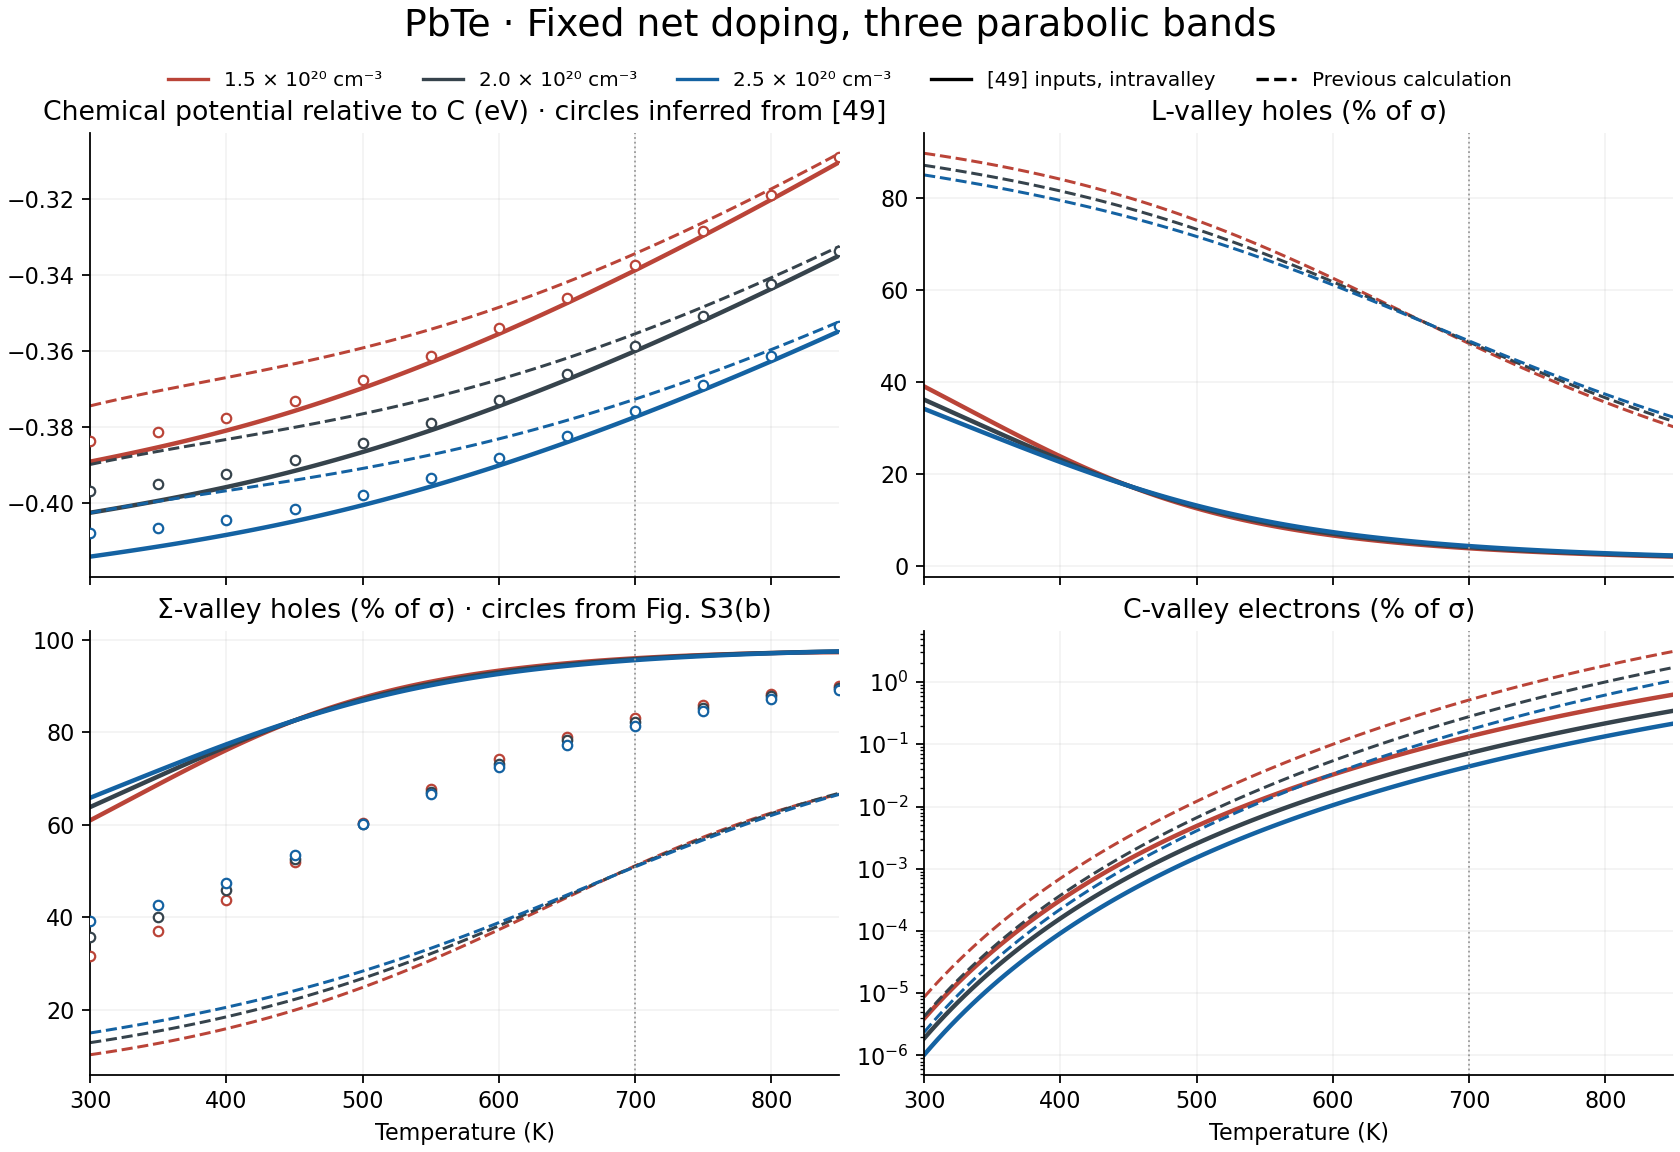 PbTe · Fixed net doping, three parabolic bands
1.5 × 10²⁰ cm⁻³ 2.0 × 10²⁰ cm⁻³ 2.5 × 10²⁰ cm⁻³ [49] inputs, intravalley Previous calculation
Chemical potential relative to C (eV) · circles inferred from [49]
−0.32
−0.34
−0.36
−0.38
−0.40
L-valley holes (% of σ)
80
60
40
20
0
Σ-valley holes (% of σ) · circles from Fig. S3(b)
100
80
60
40
20
300 400 500 600 700 800
Temperature (K)
C-valley electrons (% of σ)
10⁰
10⁻¹
10⁻²
10⁻³
10⁻⁴
10⁻⁵
10⁻⁶
300 400 500 600 700 800
Temperature (K)